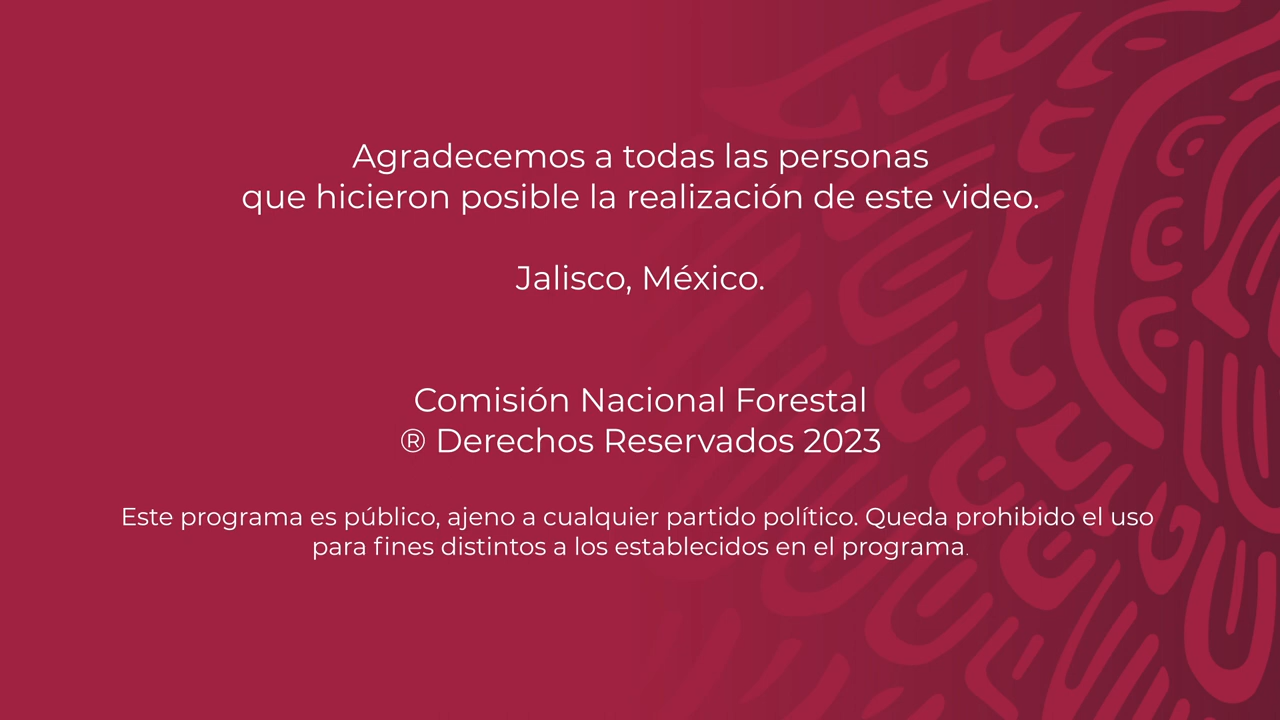 Agradecemos a todas las personas
que hicieron posible la realización de este video.
Jalisco, México.
Comisión Nacional Forestal
® Derechos Reservados 2023
Este programa es público, ajeno a cualquier partido político. Queda prohibido el uso
para fines distintos a los establecidos en el programa.